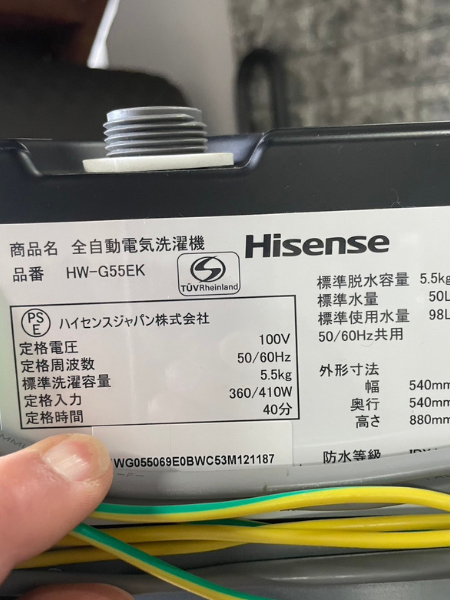 商品名 全自動電気洗濯機 Hisense
品番 HW-G55EK
S
TÜVRheinland
PS
E
ハイセンスジャパン株式会社
定格電圧 100V
定格周波数 50/60Hz
標準洗濯容量 5.5kg
定格入力 360/410W
定格時間 40分
WG055069E0BWC53M121187
標準脱水容量 5.5kg
標準水量 50L
標準使用水量 98L
50/60Hz共用
外形寸法
幅 540mm
奥行 540mm
高さ 880mm
防水等級